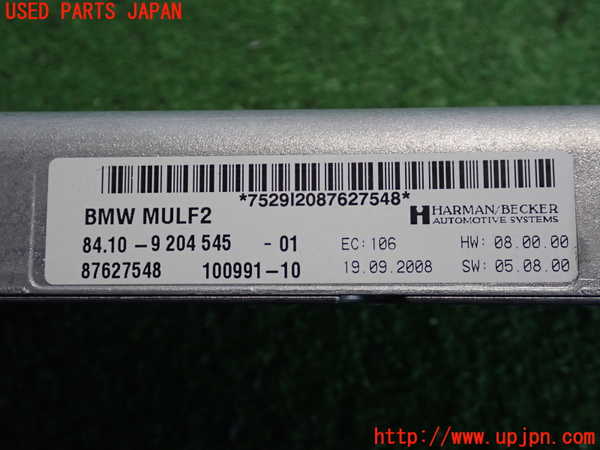 USED PARTS JAPAN
*7529I2087627548*
BMW MULF2
HARMAN/BECKER
AUTOMOTIVE SYSTEMS
84.10-9 204 545 -01 EC: 106 HW: 08.00.00
87627548 100991-10 19.09.2008 SW: 05.08.00
http://www.upjpn.com/